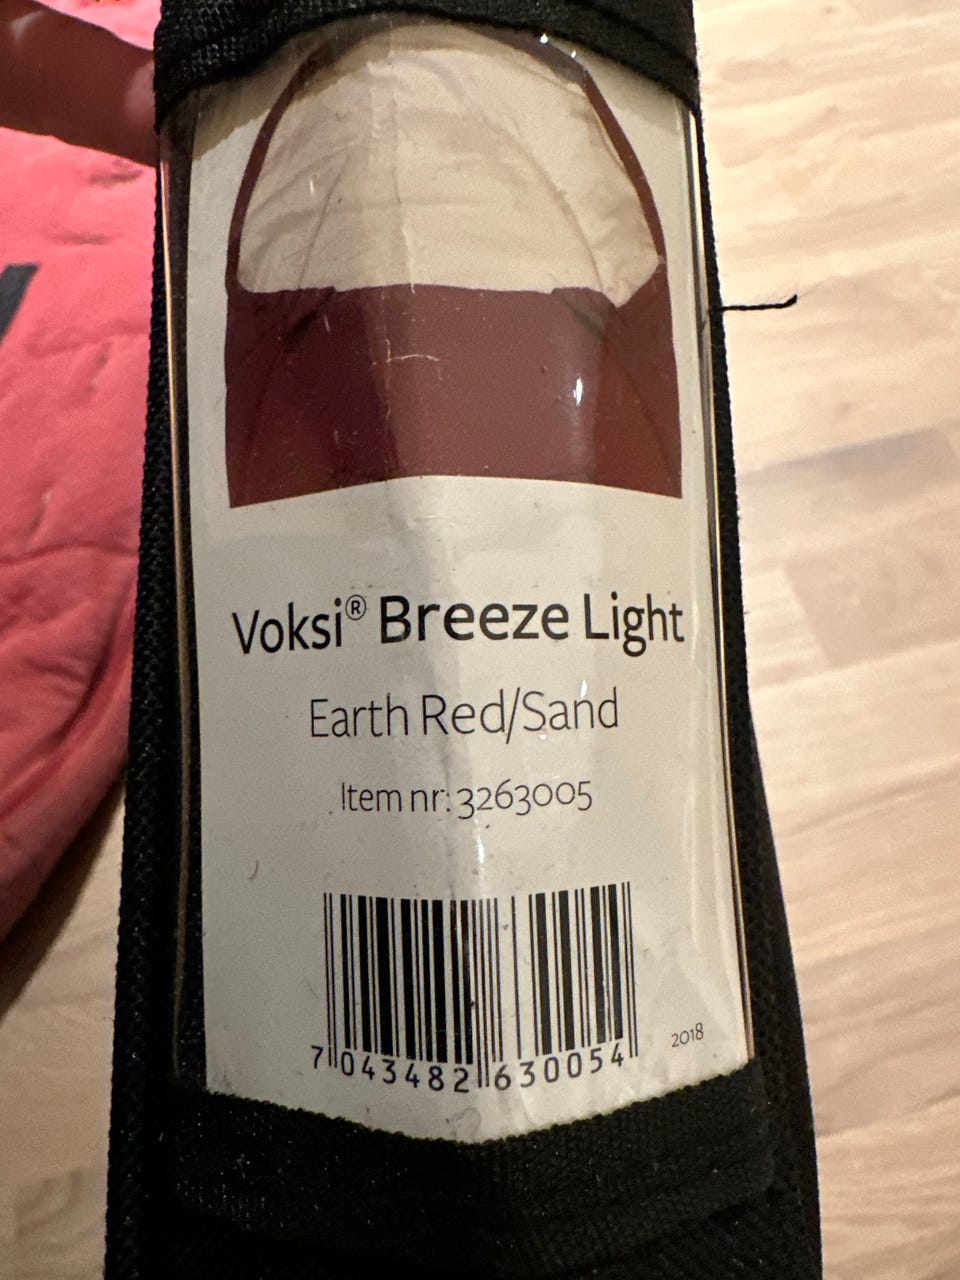 Voksi® Breeze Light
Earth Red/Sand
Item nr: 3263005
7 043482 630054
2018